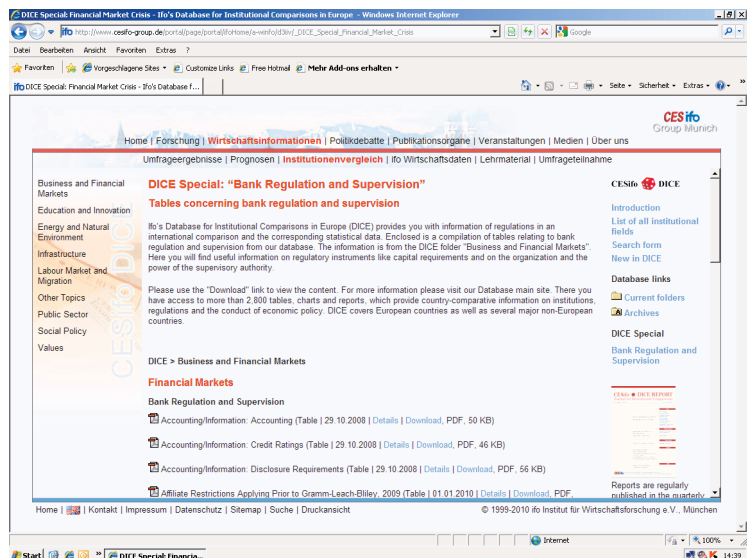 DICE Special: Financial Market Crisis - Ifo's Database for Institutional Comparisons in Europe - Windows Internet Explorer
http://www.cesifo-group.de/portal/page/portal/ifoHome/a-winfo/d3iiv/_DICE_Special_Financial_Market_Crisis
Google
Datei Bearbeiten Ansicht Favoriten Extras ?
Favoriten Vorgeschlagene Sites Customize Links Free Hotmail Mehr Add-ons erhalten
ifo DICE Special: Financial Market Crisis - Ifo's Database f...
Seite Sicherheit Extras
CESifo
Group Munich
Home | Forschung | Wirtschaftsinformationen | Politikdebatte | Publikationsorgane | Veranstaltungen | Medien | Über uns
Umfrageergebnisse | Prognosen | Institutionenvergleich | ifo Wirtschaftsdaten | Lehrmaterial | Umfrageteilnahme
Business and Financial
Markets
Education and Innovation
Energy and Natural
Environment
Infrastructure
Labour Market and
Migration
Other Topics
Public Sector
Social Policy
Values
CESifo DICE
DICE Special: “Bank Regulation and Supervision”
Tables concerning bank regulation and supervision
Ifo's Database for Institutional Comparisons in Europe (DICE) provides you with information of regulations in an
international comparison and the corresponding statistical data. Enclosed is a compilation of tables relating to bank
regulation and supervision from our database. The information is from the DICE folder "Business and Financial Markets".
Here you will find useful information on regulatory instruments like capital requirements and on the organization and the
power of the supervisory authority.
Please use the "Download" link to view the content. For more information please visit our Database main site. There you
have access to more than 2,800 tables, charts and reports, which provide country-comparative information on institutions,
regulations and the conduct of economic policy. DICE covers European countries as well as several major non-European
countries.
DICE > Business and Financial Markets
Financial Markets
Bank Regulation and Supervision
Accounting/Information: Accounting (Table | 29.10.2008 | Details | Download, PDF, 50 KB)
Accounting/Information: Credit Ratings (Table | 29.10.2008 | Details | Download, PDF, 46 KB)
Accounting/Information: Disclosure Requirements (Table | 29.10.2008 | Details | Download, PDF, 56 KB)
Affiliate Restrictions Applying Prior to Gramm-Leach-Bliley, 2009 (Table | 01.01.2010 | Details | Download, PDF,
CESifo DICE
Introduction
List of all institutional
fields
Search form
New in DICE
Database links
Current folders
Archives
DICE Special
Bank Regulation and
Supervision
CESifo DICE REPORT
Reports are regularly
published in the quarterly
Home | Kontakt | Impressum | Datenschutz | Sitemap | Suche | Druckansicht
© 1999-2010 ifo Institut für Wirtschaftsforschung e.V., München
Internet
100%
Start
DICE Special: Financia...
14:39